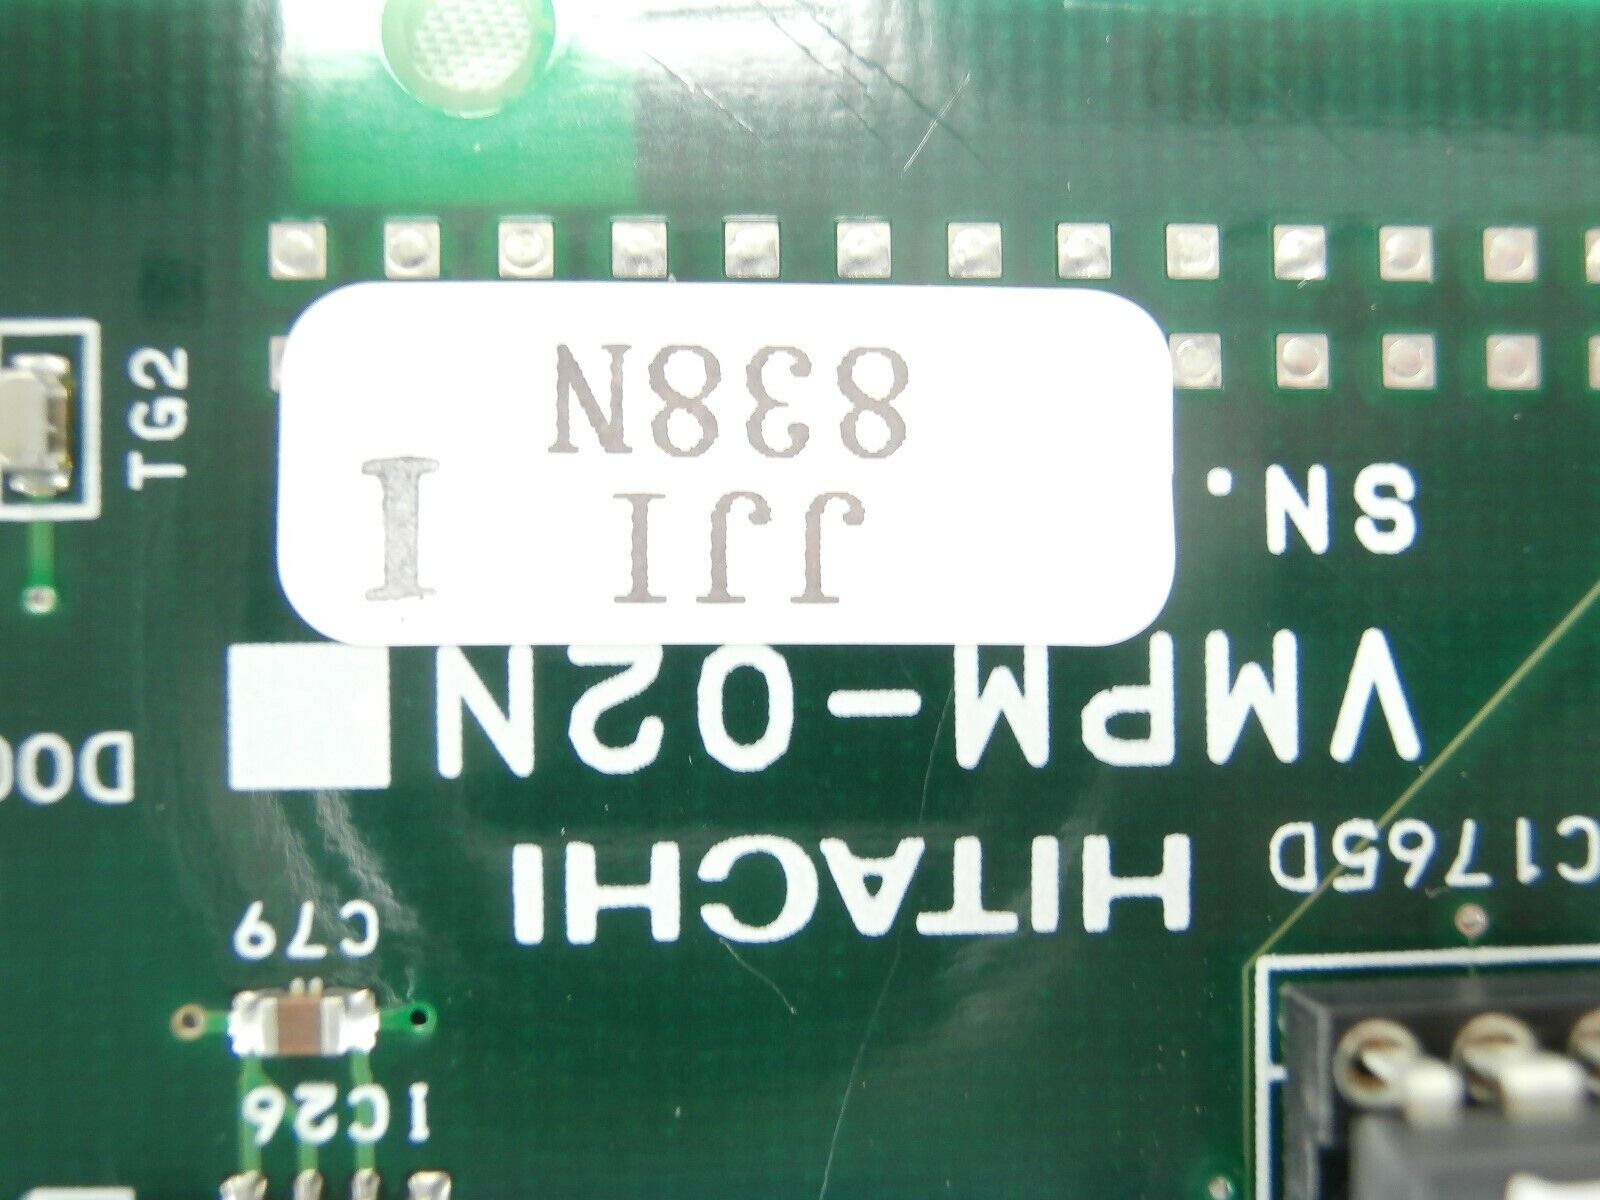 IC26
C79
C1765D
HITACHI
VMPM-02N
SN.
JJI I
838N
TG2